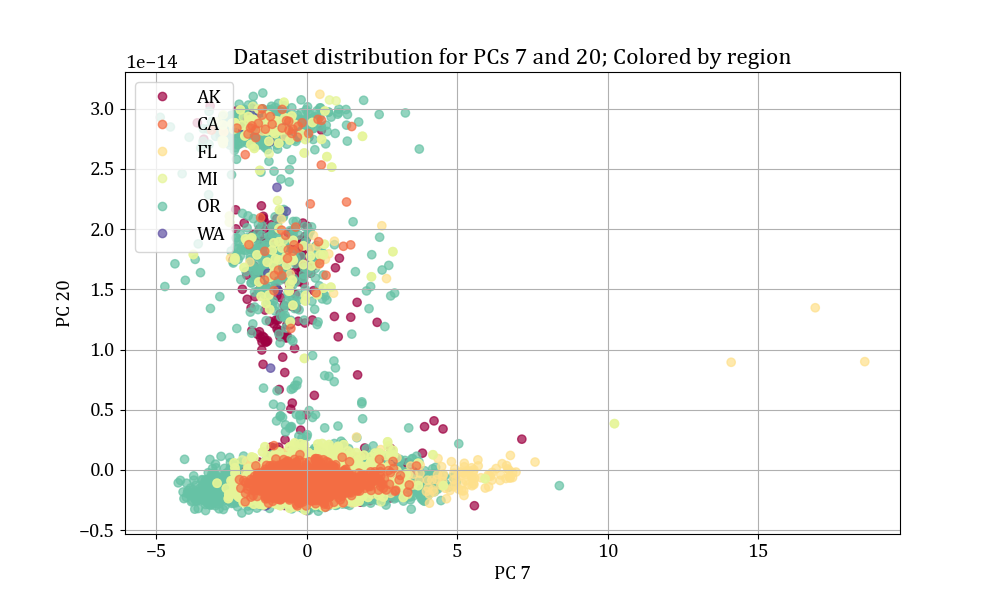 Dataset distribution for PCs 7 and 20; Colored by region
1e−14
AK
CA
FL
MI
OR
WA
3.0
2.5
2.0
1.5
1.0
0.5
0.0
−0.5
PC 20
−5
0
5
10
15
PC 7